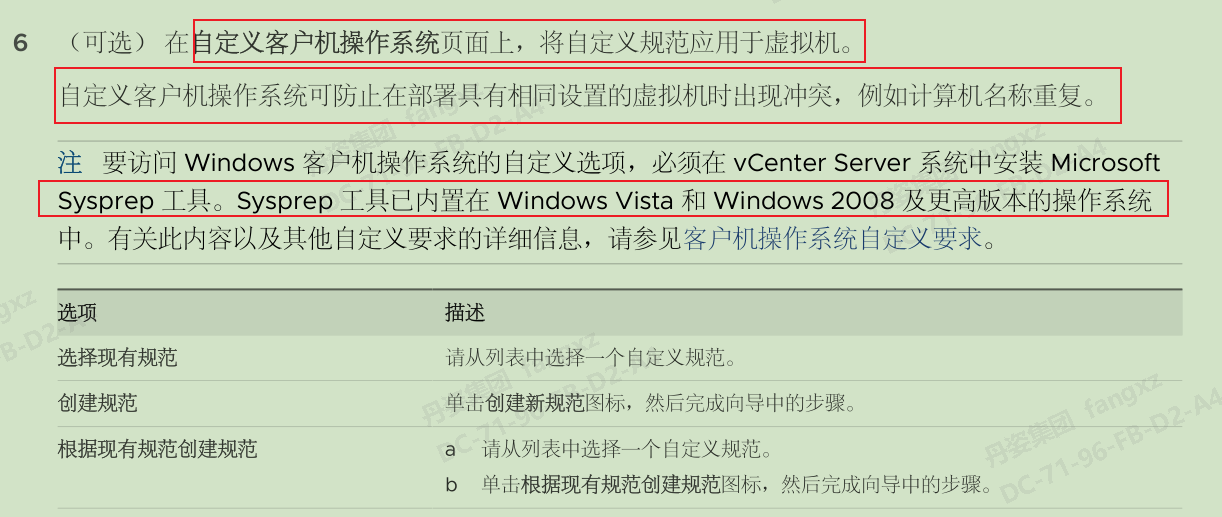 6 （可选） 在自定义客户机操作系统页面上，将自定义规范应用于虚拟机。
自定义客户机操作系统可防止在部署具有相同设置的虚拟机时出现冲突，例如计算机名称重复。
注 要访问 Windows 客户机操作系统的自定义选项，必须在 vCenter Server 系统中安装 Microsoft
Sysprep 工具。Sysprep 工具已内置在 Windows Vista 和 Windows 2008 及更高版本的操作系统
中。有关此内容以及其他自定义要求的详细信息，请参见客户机操作系统自定义要求。
选项 描述
选择现有规范 请从列表中选择一个自定义规范。
创建规范 单击创建新规范图标，然后完成向导中的步骤。
根据现有规范创建规范 a 请从列表中选择一个自定义规范。
b 单击根据现有规范创建规范图标，然后完成向导中的步骤。
丹姿集团 fangxz
DC-71-96-FB-D2-A4